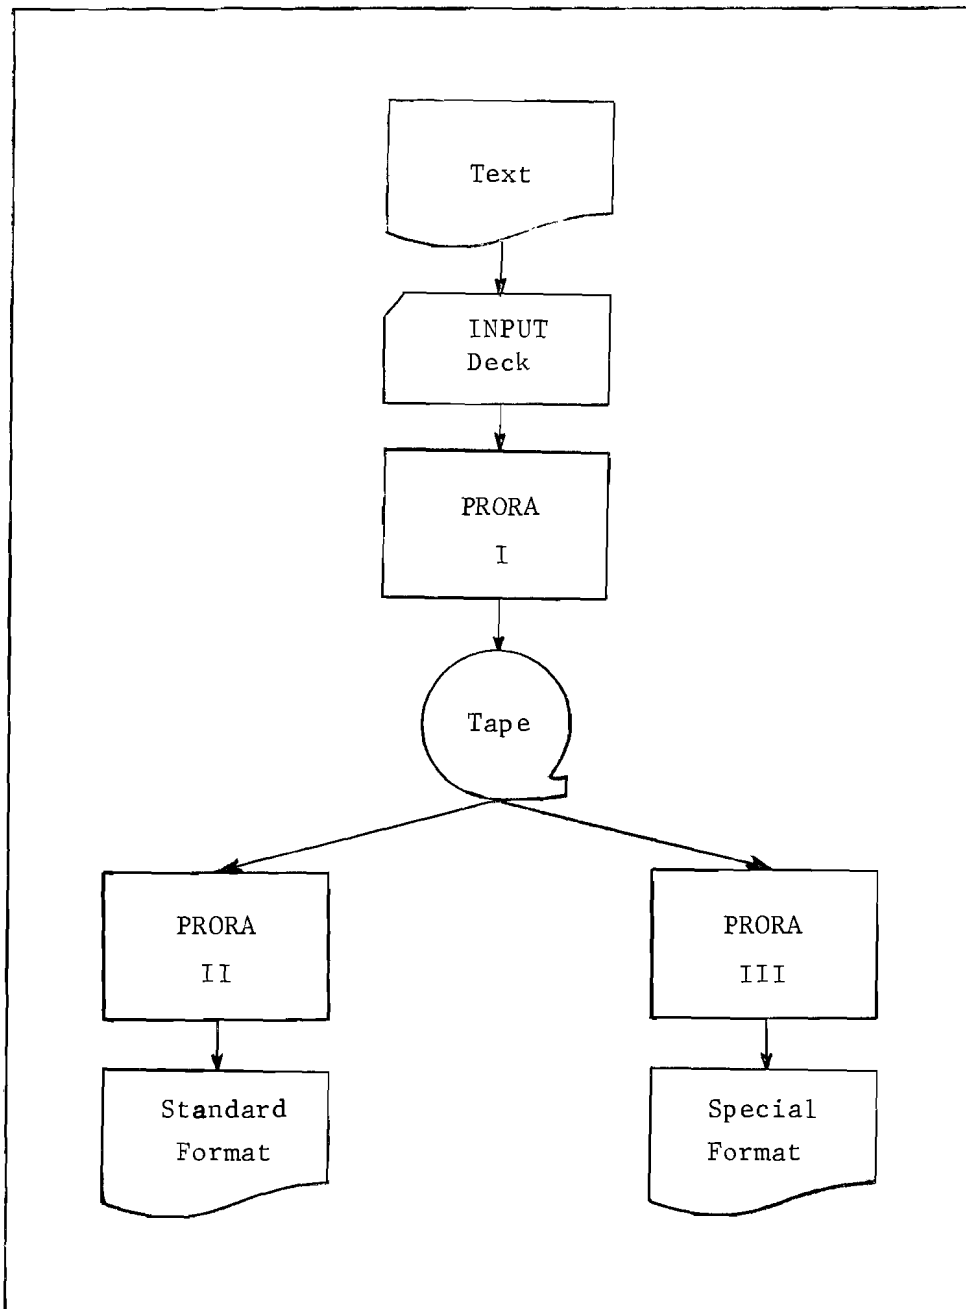 Text
INPUT
Deck
PRORA
I
Tape
PRORA
II
PRORA
III
Standard
Format
Special
Format